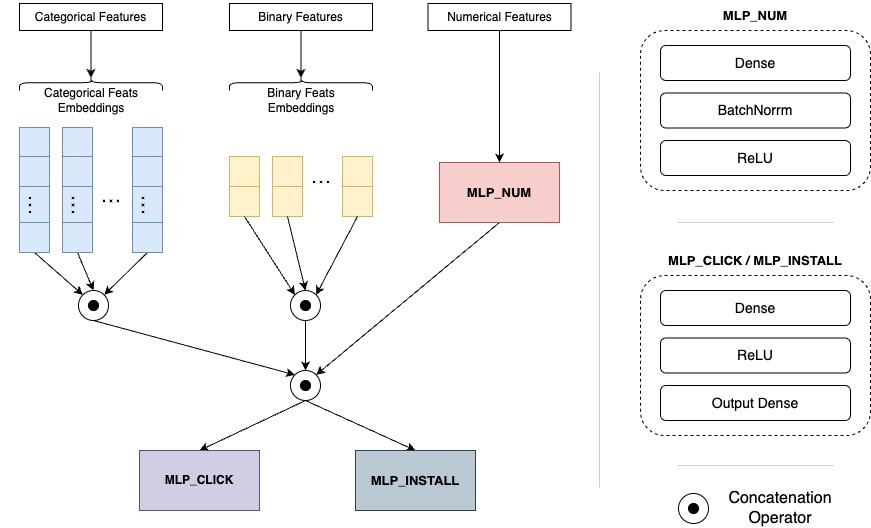 Categorical Features
Binary Features
Numerical Features
Categorical Feats
Embeddings
Binary Feats
Embeddings
...
...
MLP_NUM
MLP_CLICK
MLP_INSTALL
MLP_NUM
Dense
BatchNorrm
ReLU
MLP_CLICK / MLP_INSTALL
Dense
ReLU
Output Dense
Concatenation
Operator